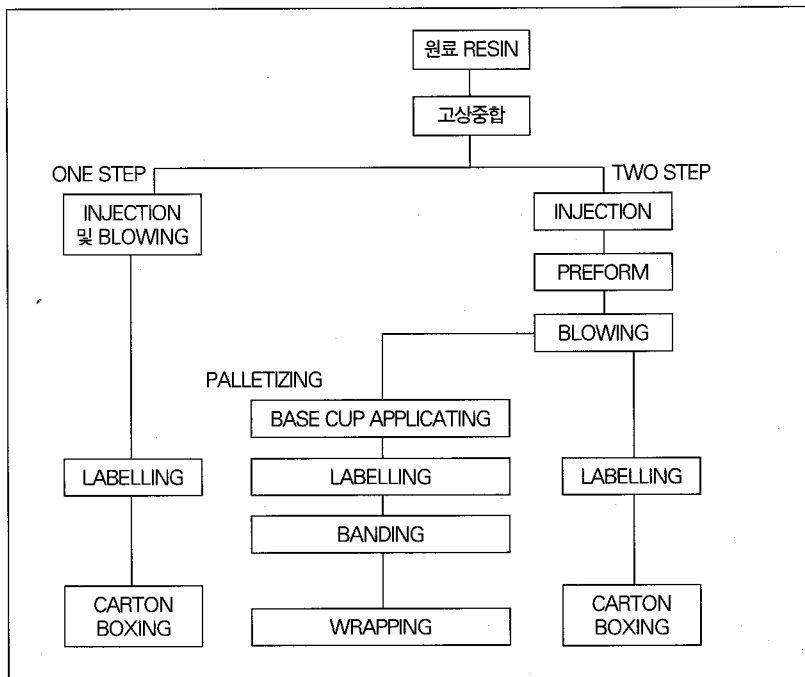 원료 RESIN
고상중합
ONE STEP
TWO STEP
INJECTION
및 BLOWING
INJECTION
PREFORM
BLOWING
PALLETIZING
BASE CUP APPLICATING
LABELLING
LABELLING
LABELLING
BANDING
CARTON
BOXING
WRAPPING
CARTON
BOXING